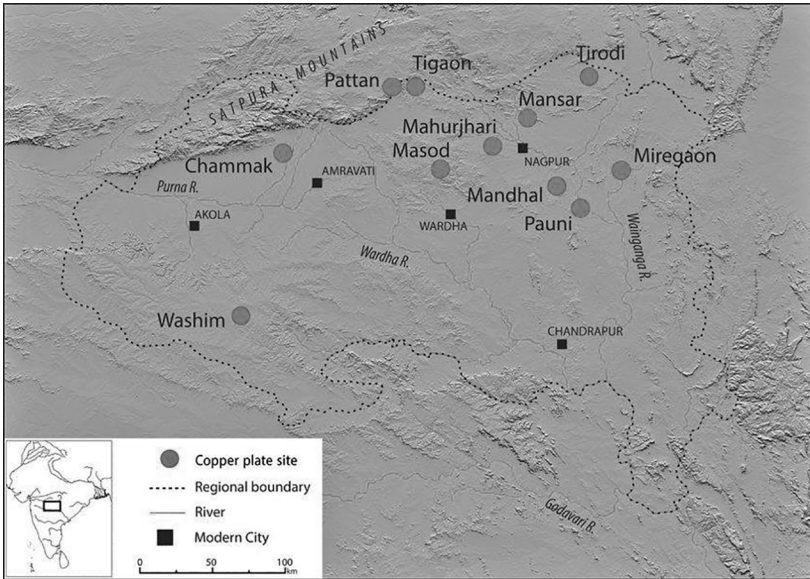 SATPURA MOUNTAINS
Tirodi
Pattan
Tigaon
Mansar
Mahurjhari
Chammak
Masod
NAGPUR
Miregaon
AMRAVATI
Purna R.
Mandhal
AKOLA
WARDHA
Pauni
Wardha R.
Wainganga R.
Washim
CHANDRAPUR
Godavari R.
Copper plate site
Regional boundary
River
Modern City
0 50 100
km